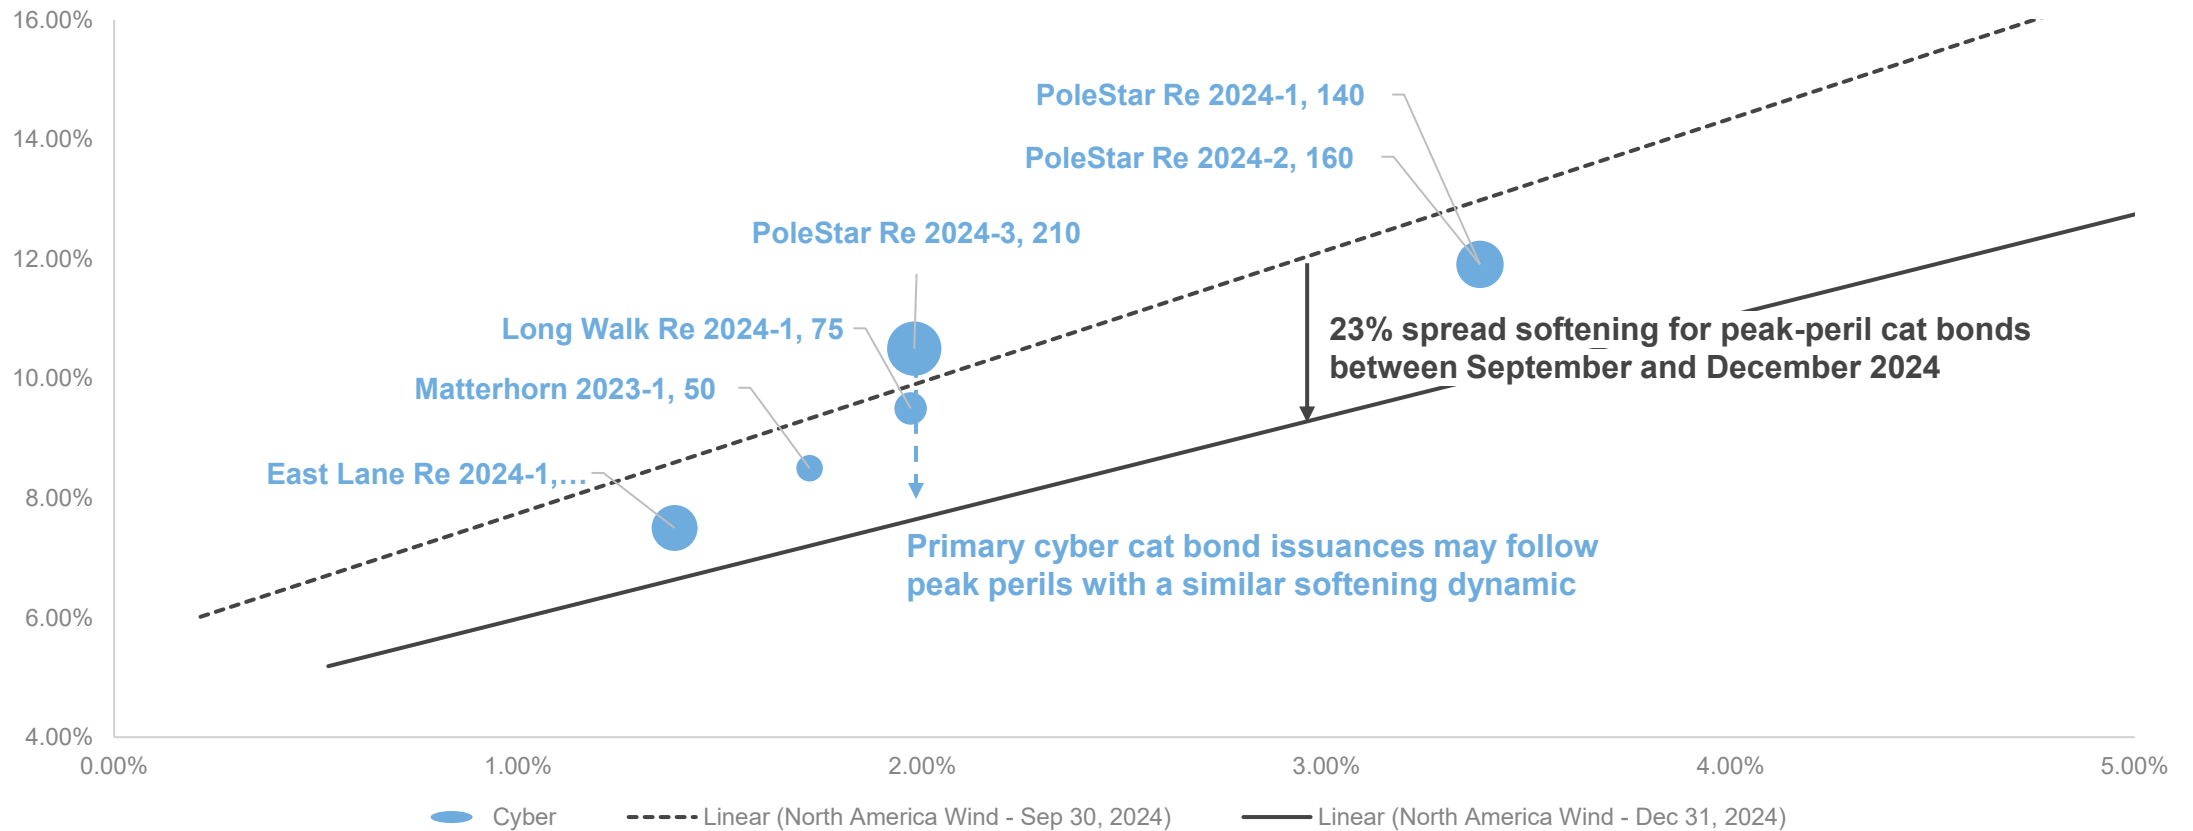 16.00%
14.00%
12.00%
10.00%
8.00%
6.00%
4.00%
PoleStar Re 2024-1, 140
PoleStar Re 2024-2, 160
PoleStar Re 2024-3, 210
Long Walk Re 2024-1, 75
Matterhorn 2023-1, 50
East Lane Re 2024-1,…
23% spread softening for peak-peril cat bonds
between September and December 2024
Primary cyber cat bond issuances may follow
peak perils with a similar softening dynamic
0.00% 1.00% 2.00% 3.00% 4.00% 5.00%
Cyber Linear (North America Wind - Sep 30, 2024) Linear (North America Wind - Dec 31, 2024)